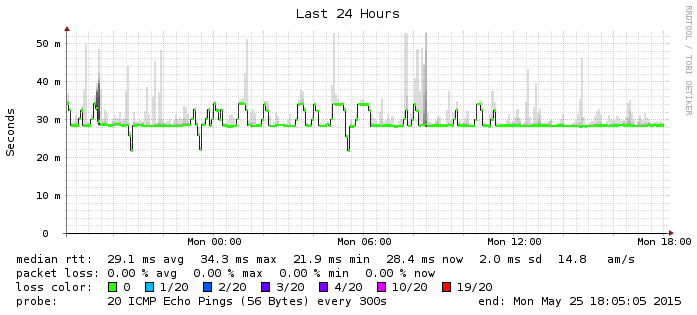 Last 24 Hours
RRDTOOL / TOBI OETIKER
Seconds
50 m
40 m
30 m
20 m
10 m
0
Mon 00:00 Mon 06:00 Mon 12:00 Mon 18:00
median rtt: 29.1 ms avg 34.3 ms max 21.9 ms min 28.4 ms now 2.0 ms sd 14.8 am/s
packet loss: 0.00 % avg 0.00 % max 0.00 % min 0.00 % now
loss color: 0 1/20 2/20 3/20 4/20 10/20 19/20
probe: 20 ICMP Echo Pings (56 Bytes) every 300s end: Mon May 25 18:05:05 2015